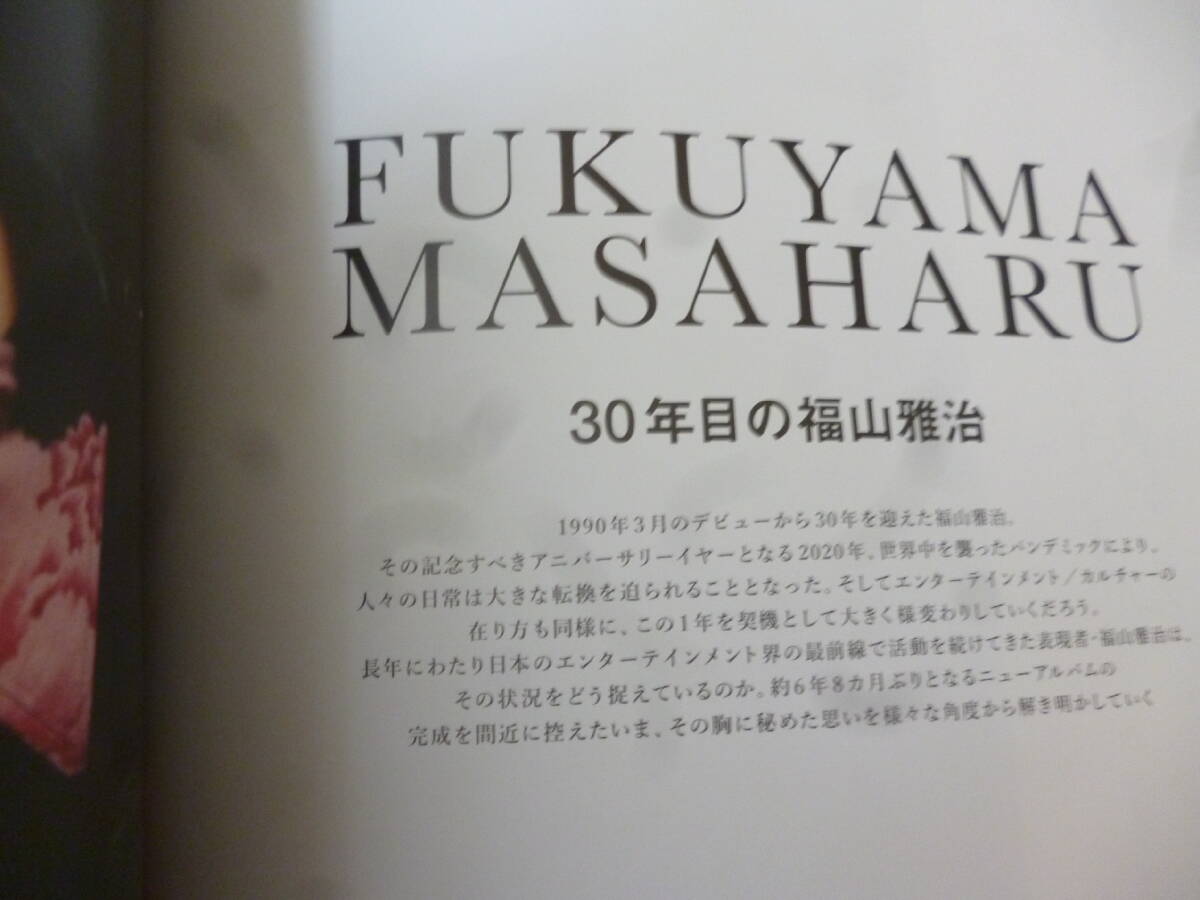 FUKUYAMA
MASAHARU
30年目の福山雅治
1990年3月のデビューから30年を迎えた福山雅治。
その記念すべきアニバーサリーイヤーとなる2020年、世界中を襲ったパンデミックにより、
人々の日常は大きな転換を迫られることとなった。そしてエンターテインメント/カルチャーの
在り方も同様に、この1年を契機として大きく様変わりしていくだろう。
長年にわたり日本のエンターテインメント界の最前線で活動を続けてきた表現者・福山雅治は、
その状況をどう捉えているのか。約6年8カ月ぶりとなるニューアルバムの
完成を間近に控えたいま、その胸に秘めた思いを様々な角度から解き明かしていく